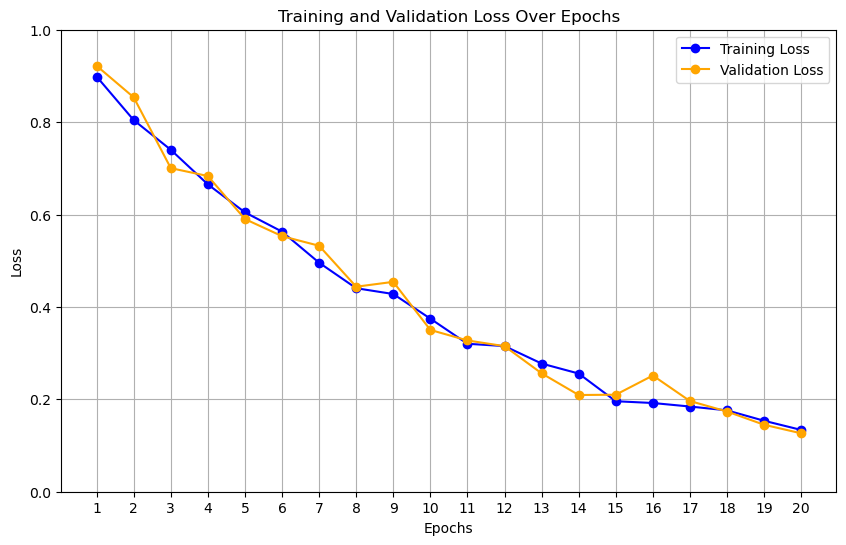 Training and Validation Loss Over Epochs
1.0
0.8
0.6
0.4
0.2
0.0
Loss
Training Loss
Validation Loss
1 2 3 4 5 6 7 8 9 10 11 12 13 14 15 16 17 18 19 20
Epochs